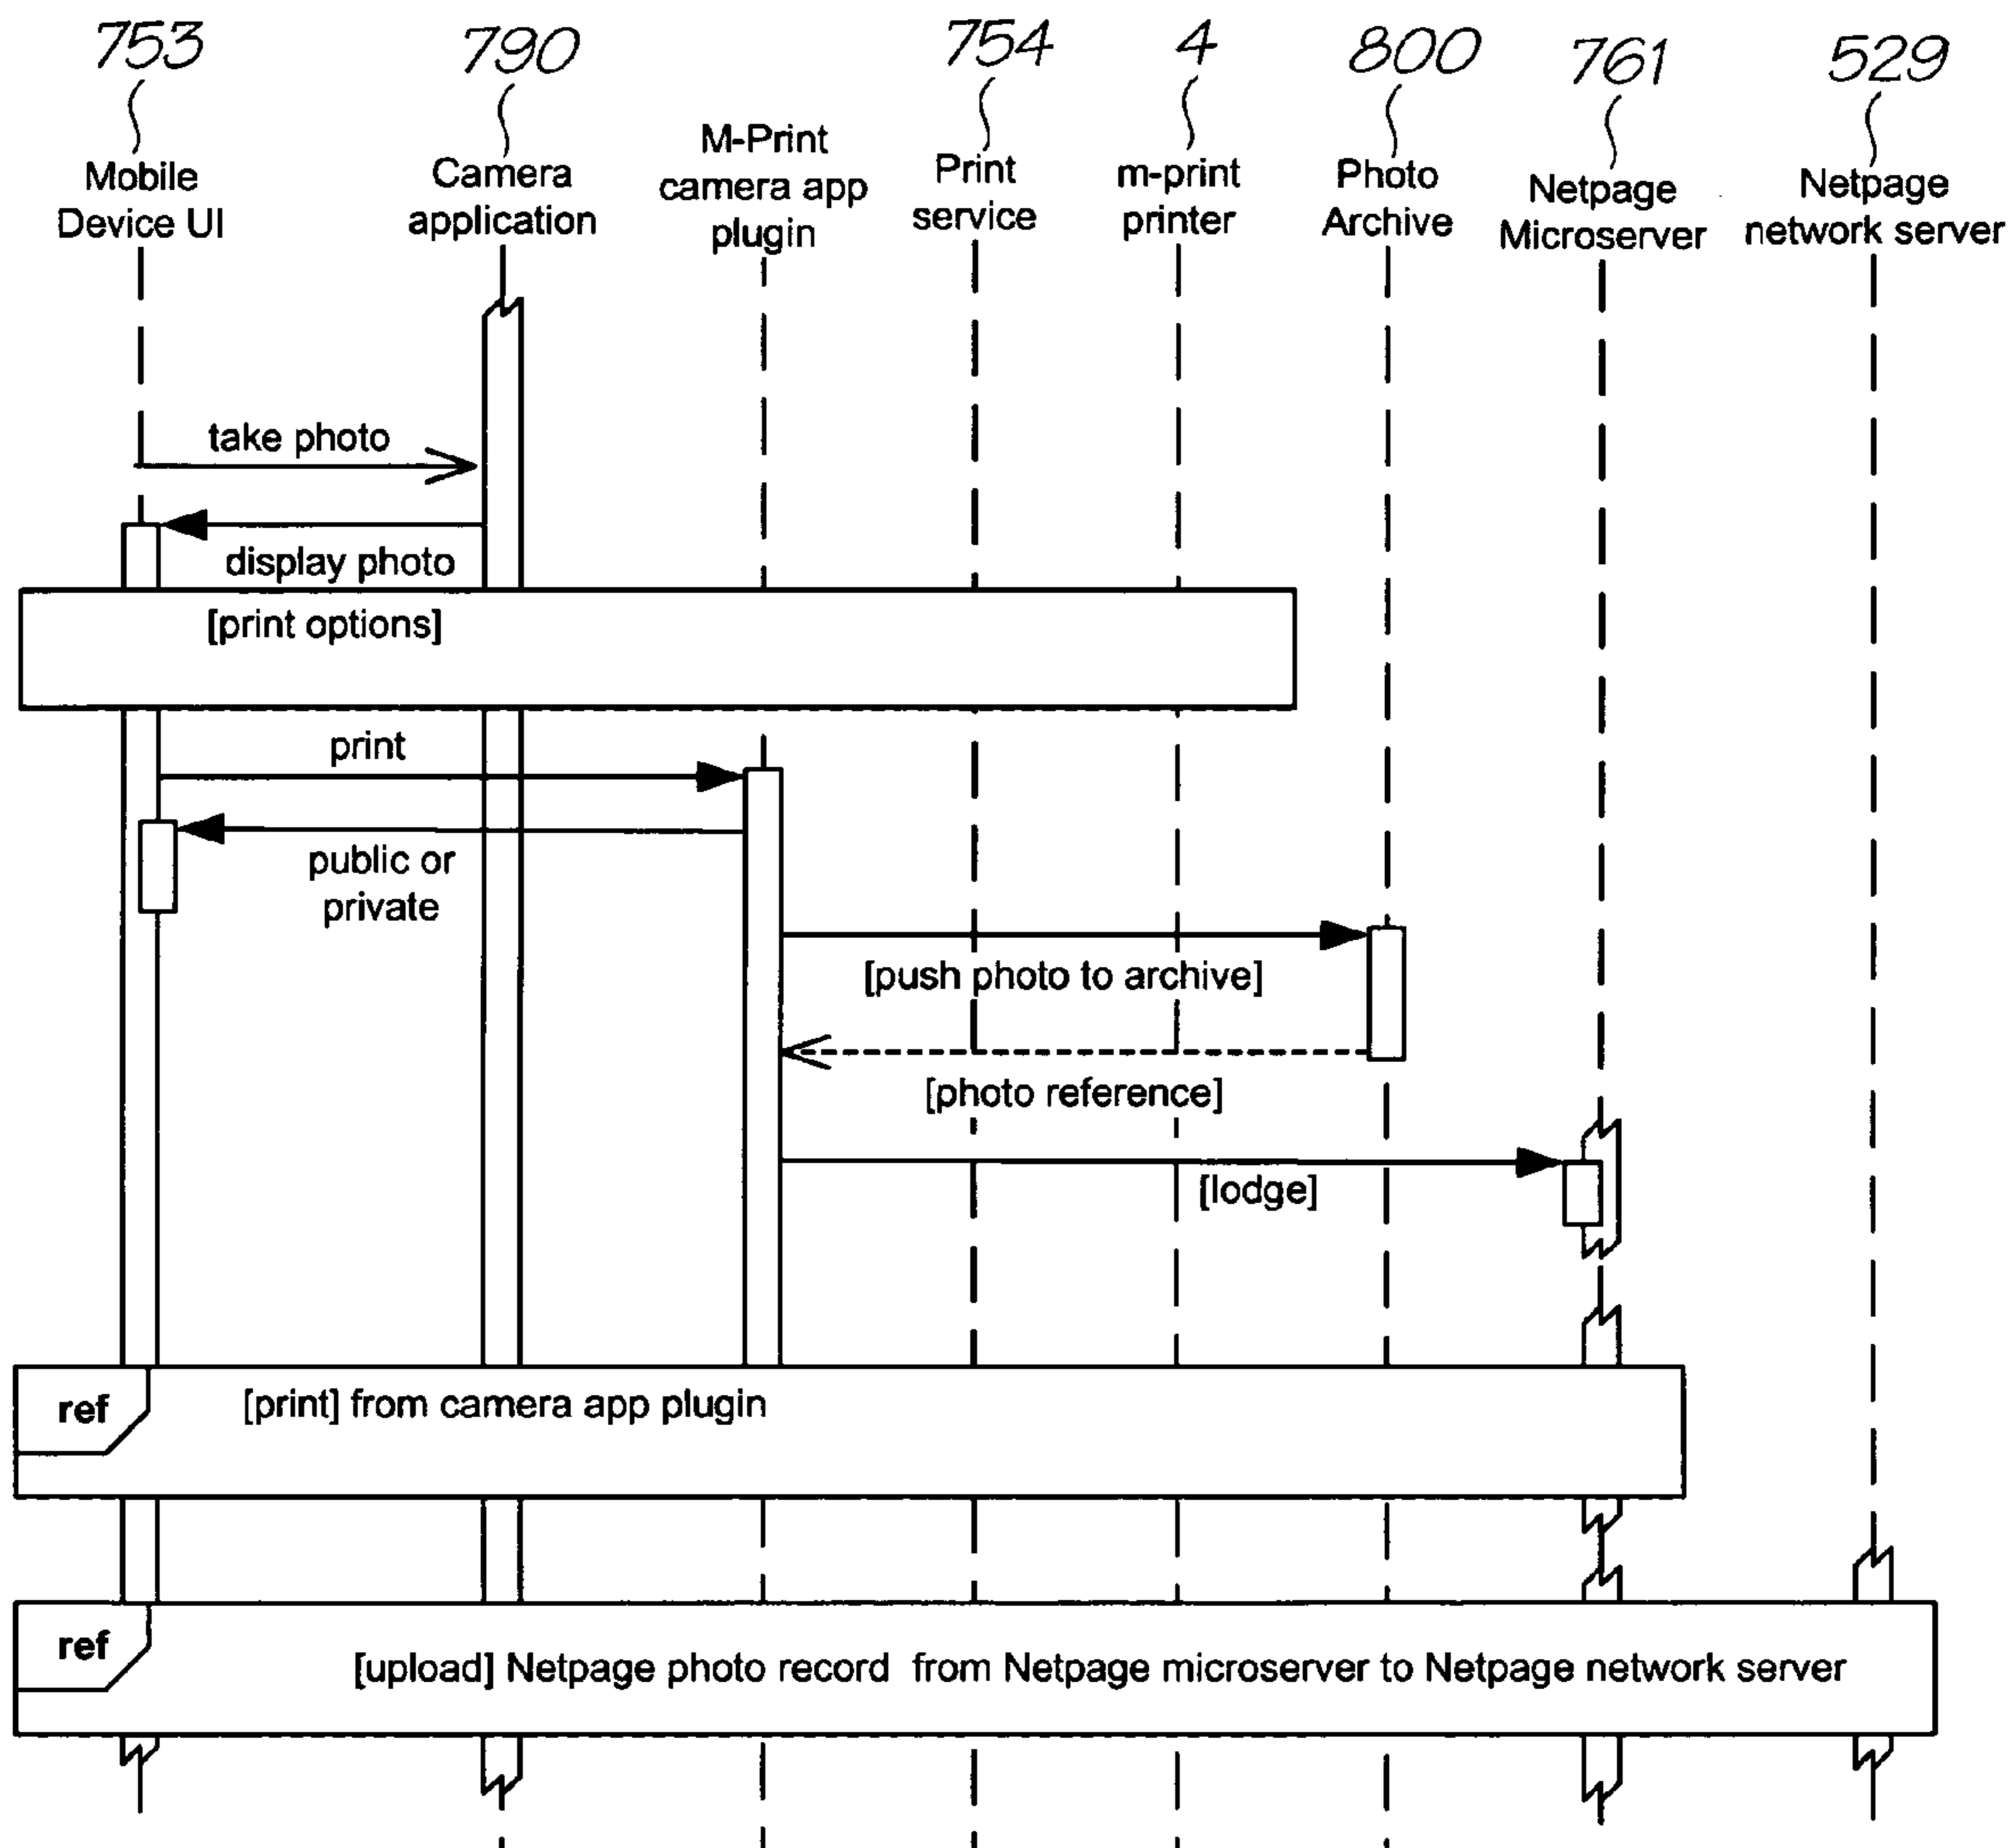 753
790
754
4
800
761
529
Mobile
Device UI
Camera
application
M-Print
camera app
plugin
Print
service
m-print
printer
Photo
Archive
Netpage
Microserver
Netpage
network server
take photo
display photo
[print options]
print
public or
private
[push photo to archive]
[photo reference]
[lodge]
ref
[print] from camera app plugin
ref
[upload] Netpage photo record from Netpage microserver to Netpage network server